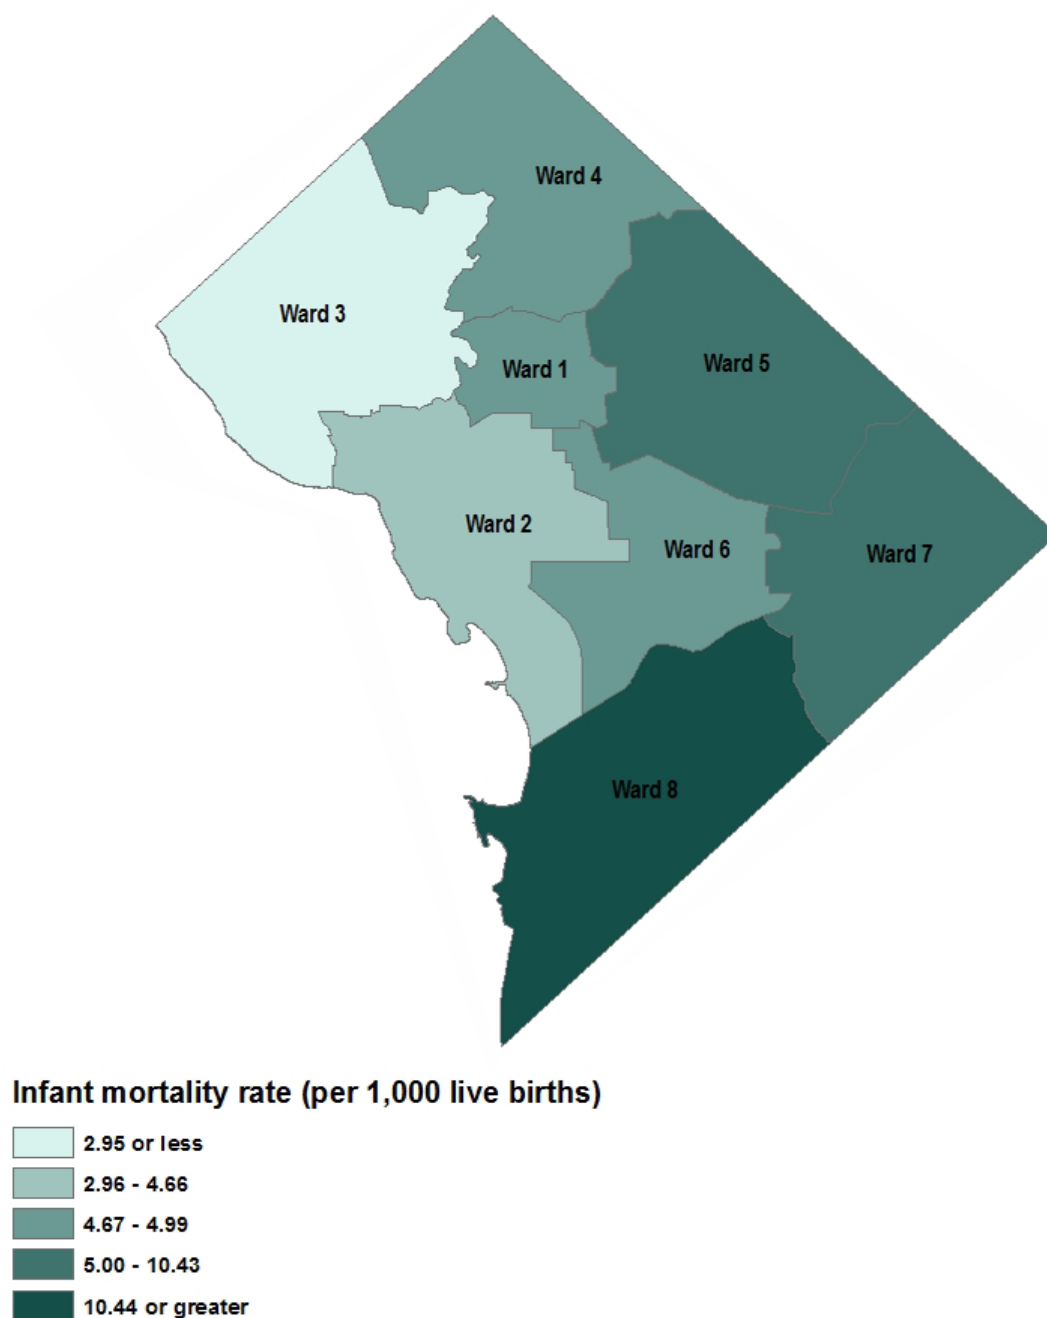 Ward 4
Ward 3
Ward 5
Ward 1
Ward 2
Ward 6
Ward 7
Ward 8
Infant mortality rate (per 1,000 live births)
2.95 or less
2.96 - 4.66
4.67 - 4.99
5.00 - 10.43
10.44 or greater